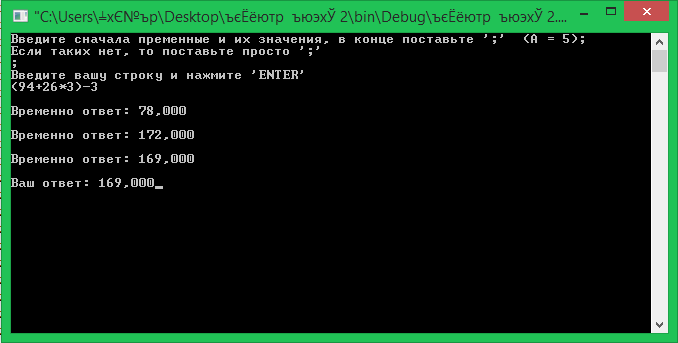 "C:\Users\╧хЄ№ър\Desktop\ъєЁёютр  ъюэхЎ 2\bin\Debug\ъєЁёютр  ъюэхЎ 2....
Введите сначала пременные и их значения, в конце поставьте ';'  (A = 5);
Если таких нет, то поставьте просто ';'
;
Введите вашу строку и нажмите 'ENTER'
(94+26*3)-3
Временно ответ: 78,000
Временно ответ: 172,000
Временно ответ: 169,000
Ваш ответ: 169,000